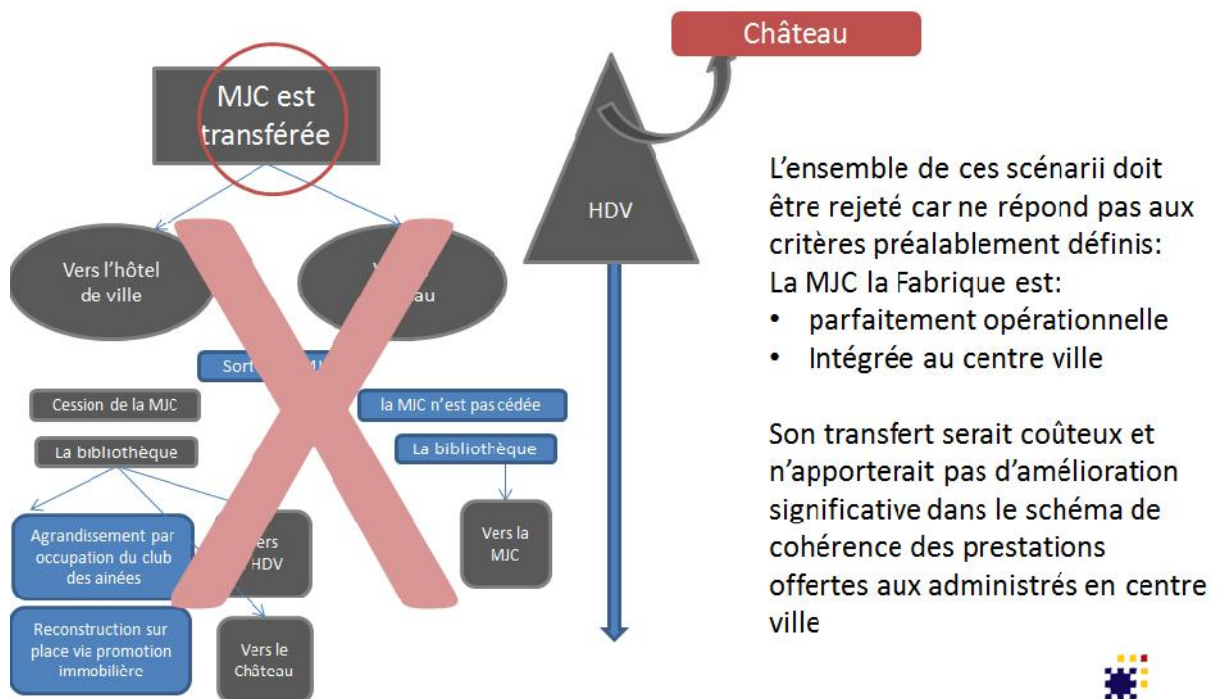 Château
MJC est
transférée
HDV
Vers l'hôtel
de ville
au
Sort
Cession de la MJC
la MJC n'est pas cédée
La bibliothèque
La bibliothèque
Agrandissement par
occupation du club
des ainées
HDV
Vers la
MJC
Reconstruction sur
place via promotion
immobilière
Vers le
Château
L'ensemble de ces scénarii doit
être rejeté car ne répond pas aux
critères préalablement définis:
La MJC la Fabrique est:
• parfaitement opérationnelle
• Intégrée au centre ville
Son transfert serait coûteux et
n'apporterait pas d'amélioration
significative dans le schéma de
cohérence des prestations
offertes aux administrés en centre
ville